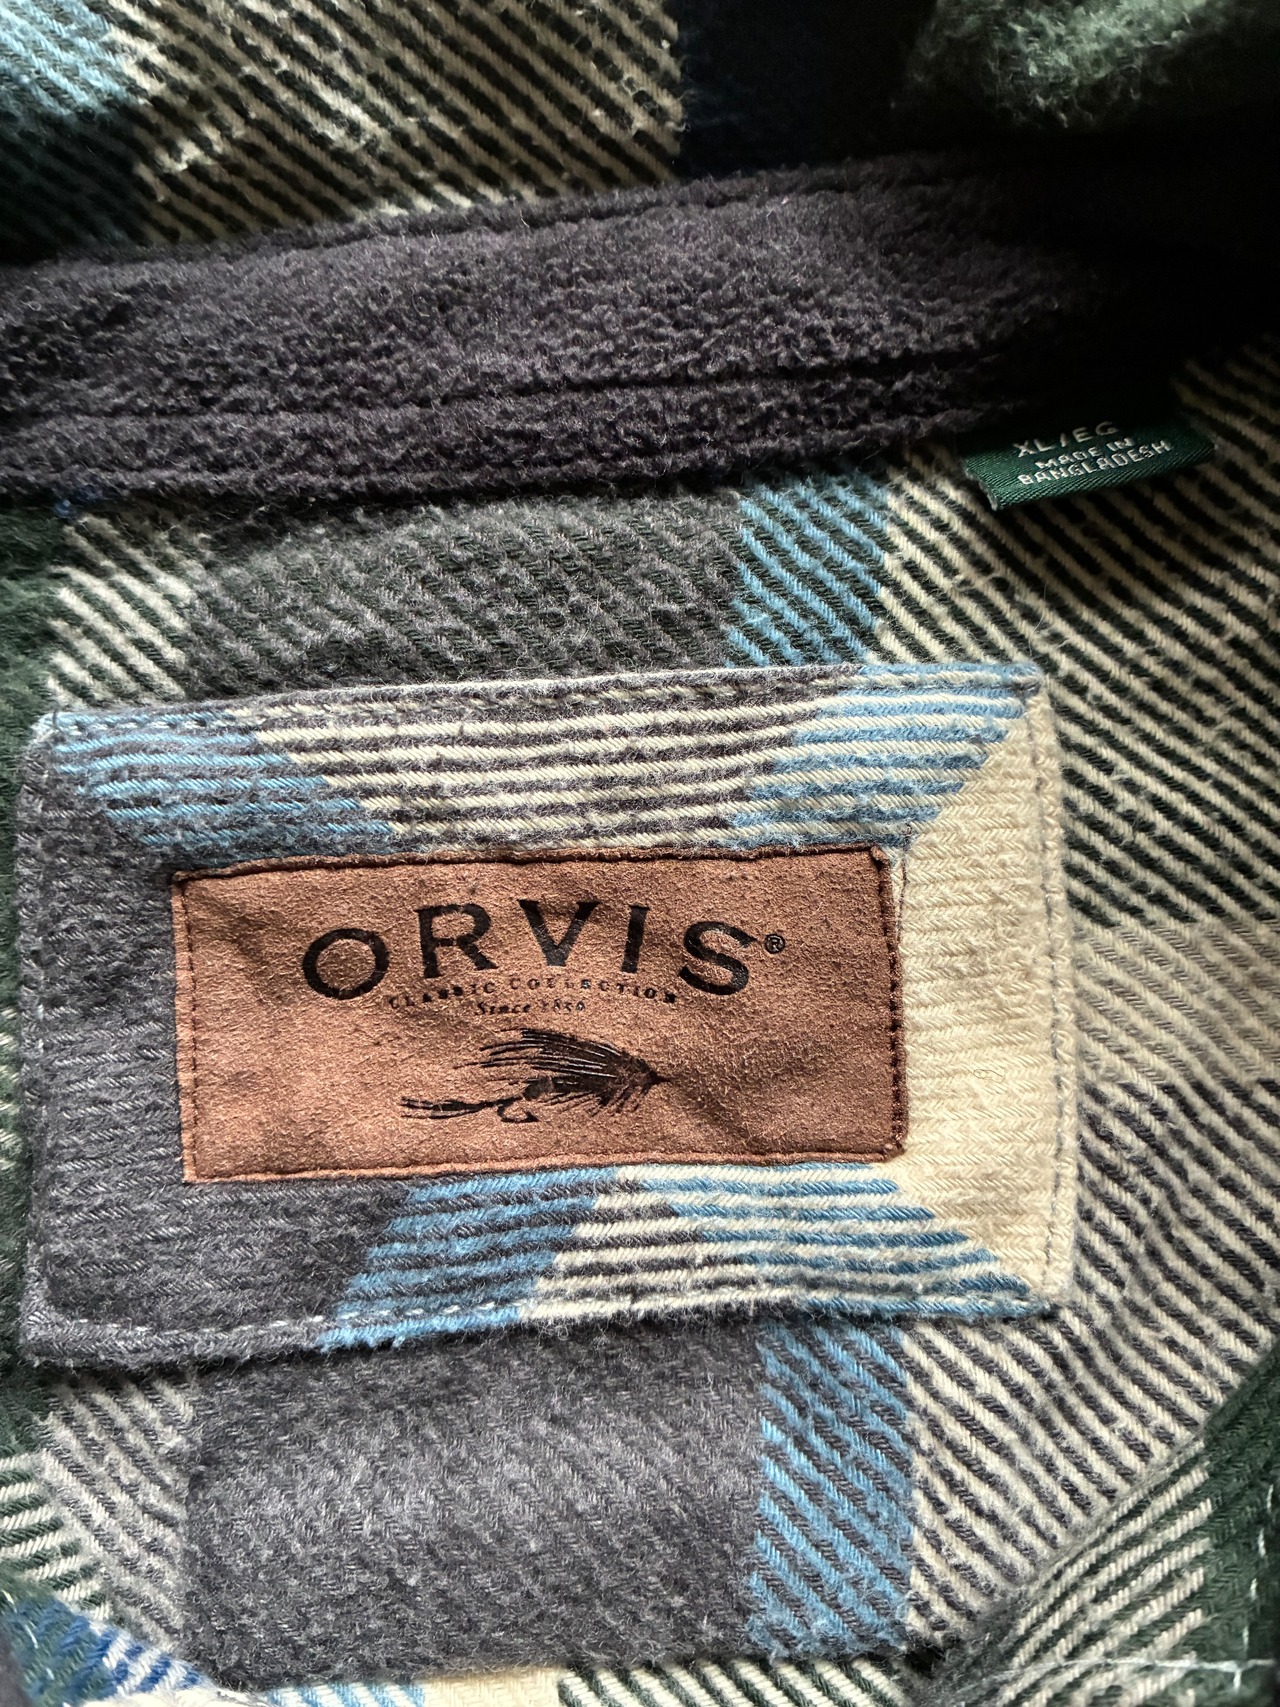 XL/EG
MADE IN
BANGLADESH
ORVIS®
CLASSIC COLLECTION
Since 1856